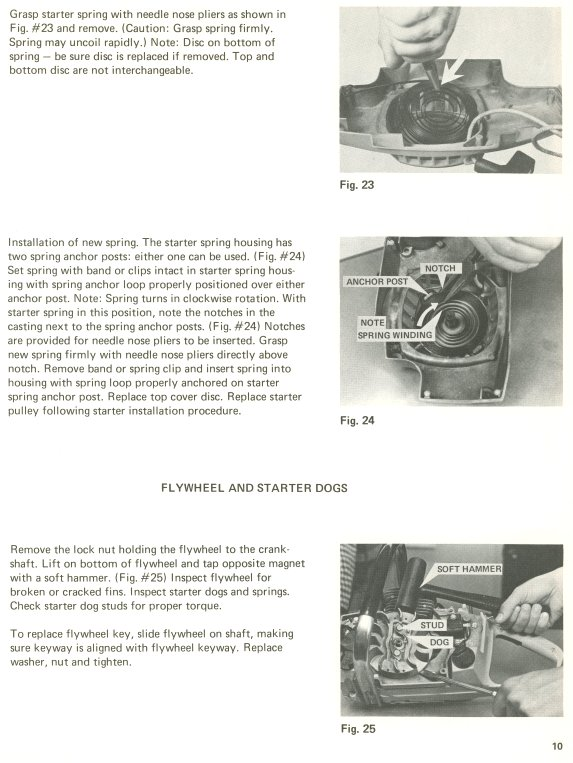 Grasp starter spring with needle nose pliers as shown in
Fig. #23 and remove. (Caution: Grasp spring firmly.
Spring may uncoil rapidly.) Note: Disc on bottom of
spring — be sure disc is replaced if removed. Top and
bottom disc are not interchangeable.
Fig. 23
Installation of new spring. The starter spring housing has
two spring anchor posts: either one can be used. (Fig. #24)
Set spring with band or clips intact in starter spring hous-
ing with spring anchor loop properly positioned over either
anchor post. Note: Spring turns in clockwise rotation. With
starter spring in this position, note the notches in the
casting next to the spring anchor posts. (Fig. #24) Notches
are provided for needle nose pliers to be inserted. Grasp
new spring firmly with needle nose pliers directly above
notch. Remove band or spring clip and insert spring into
housing with spring loop properly anchored on starter
spring anchor post. Replace top cover disc. Replace starter
pulley following starter installation procedure.
NOTCH
ANCHOR POST
NOTE
SPRING WINDING
Fig. 24
FLYWHEEL AND STARTER DOGS
Remove the lock nut holding the flywheel to the crank-
shaft. Lift on bottom of flywheel and tap opposite magnet
with a soft hammer. (Fig. #25) Inspect flywheel for
broken or cracked fins. Inspect starter dogs and springs.
Check starter dog studs for proper torque.
To replace flywheel key, slide flywheel on shaft, making
sure keyway is aligned with flywheel keyway. Replace
washer, nut and tighten.
SOFT HAMMER
STUD
DOG
Fig. 25
10